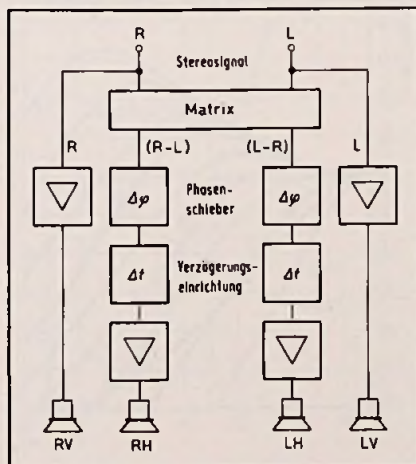 R L
Stereosignal
Matrix
R (R-L) (L-R) L
Δφ Phasen-
schieber Δφ
Δt Verzögerungs-
einrichtung Δt
RV RH LH LV